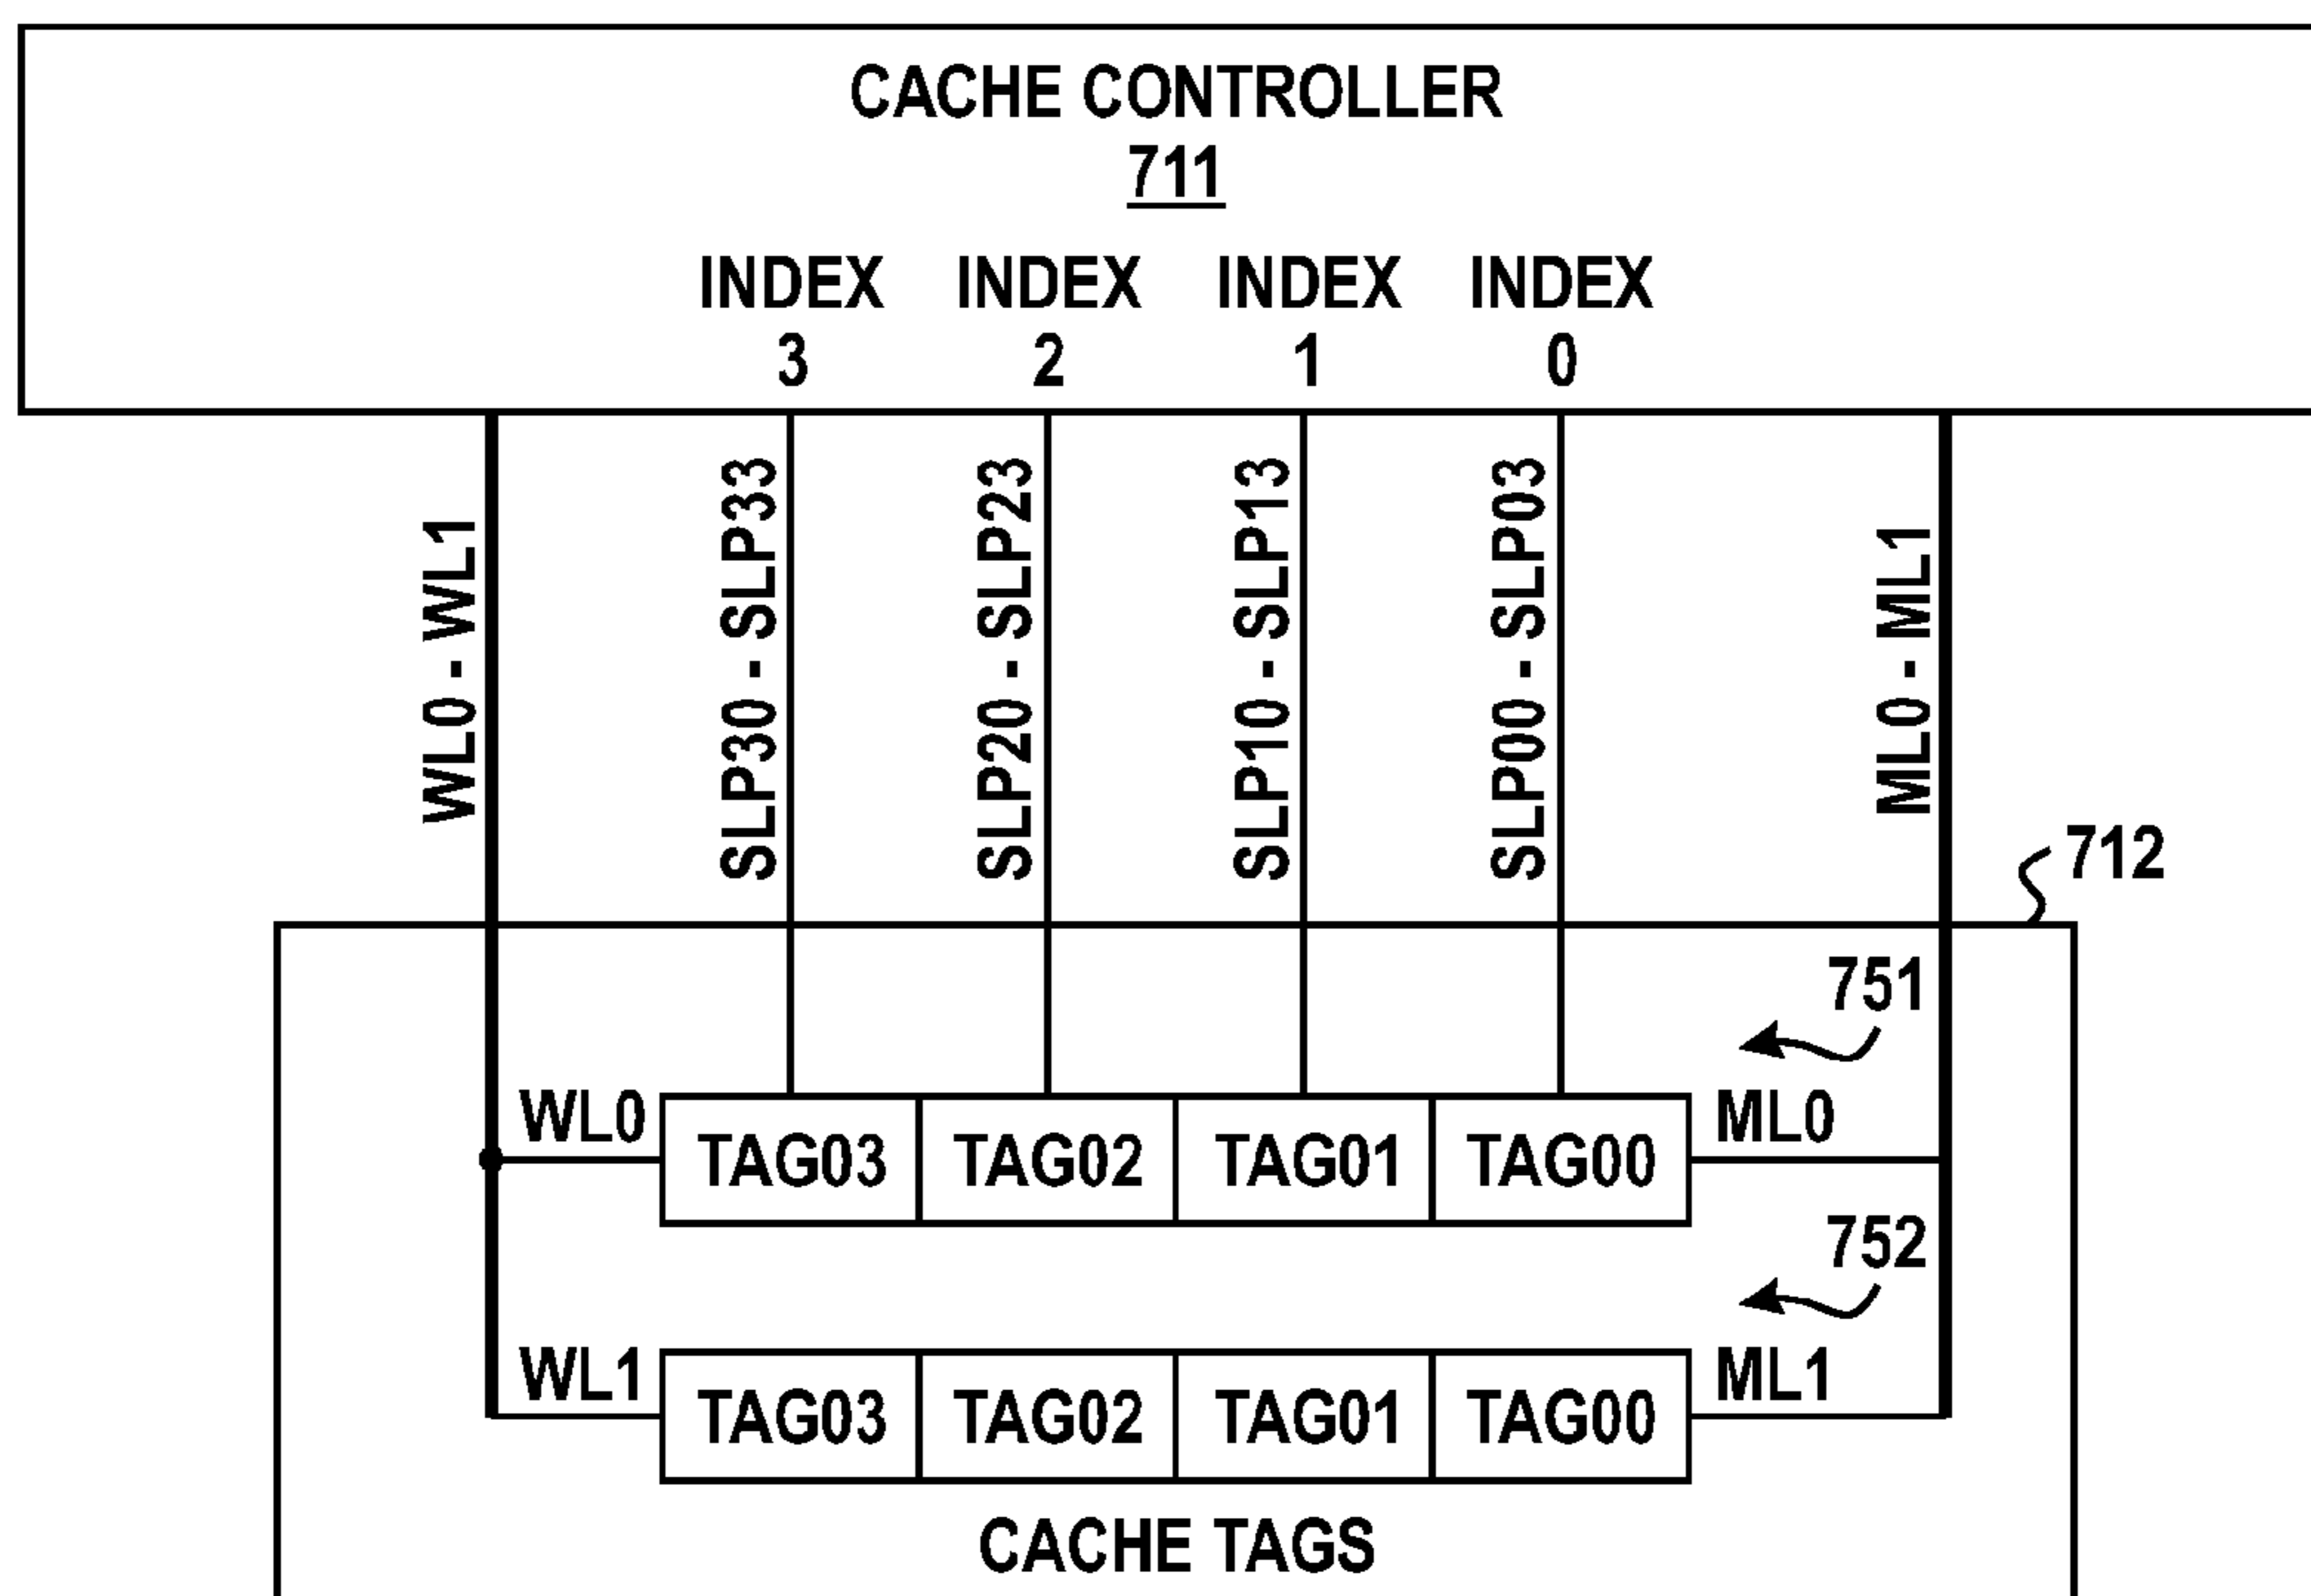 CACHE CONTROLLER
711
INDEX INDEX INDEX INDEX
3 2 1 0
WL0 - WL1
SLP30 - SLP33
SLP20 - SLP23
SLP10 - SLP13
SLP00 - SLP03
ML0 - ML1
712
751
WL0 TAG03 TAG02 TAG01 TAG00 ML0
752
WL1 TAG03 TAG02 TAG01 TAG00 ML1
CACHE TAGS